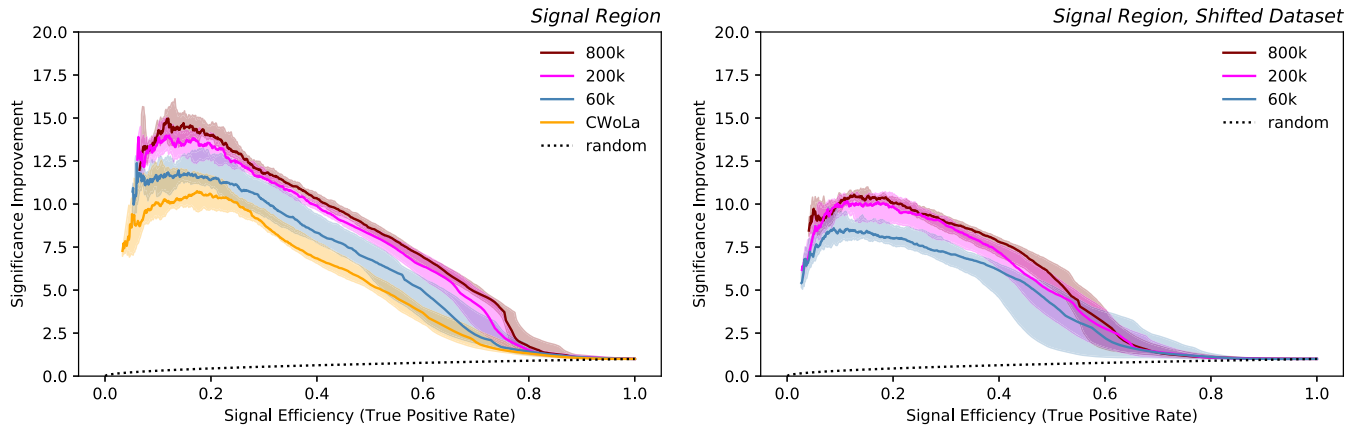 Signal Region
20.0
17.5
15.0
12.5
10.0
7.5
5.0
2.5
0.0
Significance Improvement
800k
200k
60k
CWoLa
random
0.0 0.2 0.4 0.6 0.8 1.0
Signal Efficiency (True Positive Rate)
Signal Region, Shifted Dataset
20.0
17.5
15.0
12.5
10.0
7.5
5.0
2.5
0.0
Significance Improvement
800k
200k
60k
random
0.0 0.2 0.4 0.6 0.8 1.0
Signal Efficiency (True Positive Rate)